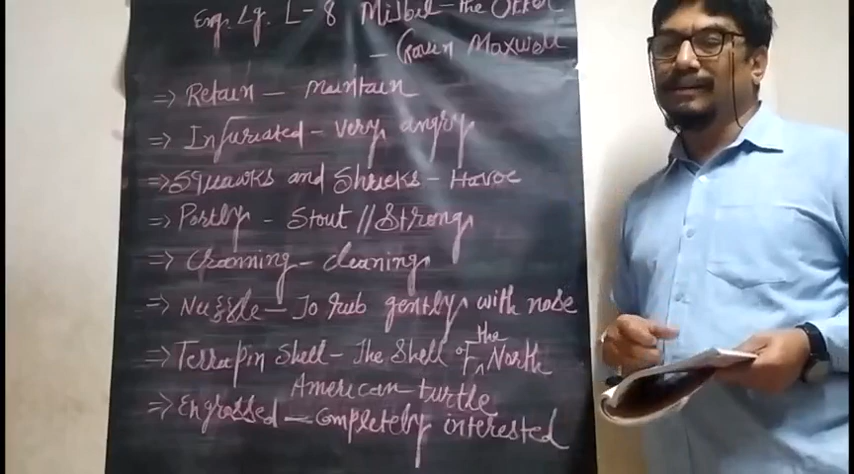 Eng. Lg. L-8 Mijbil - the Otter
- Gavin Maxwell
=> Retain - maintain
=> Infuriated - very angry
=> Squawks and Shrieks - Havoc
=> Portly - Stout // Strong
=> Grooming - cleaning
=> Nuzzle - To rub gently with nose
=> Terrapin Shell - The Shell of the North
American turtle
=> Engrossed - Completely interested